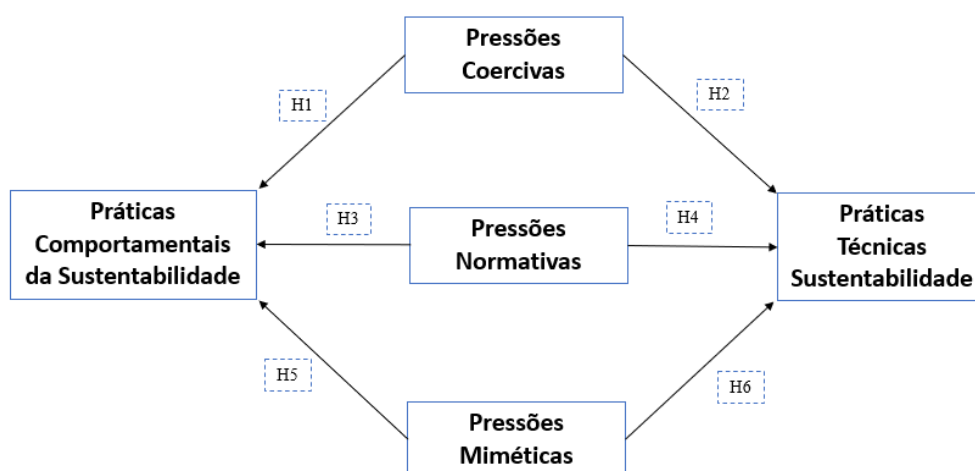 Pressões
Coercivas
H1
H2
Práticas
Comportamentais
da Sustentabilidade
H3
Pressões
Normativas
H4
Práticas
Técnicas
Sustentabilidade
H5
H6
Pressões
Miméticas